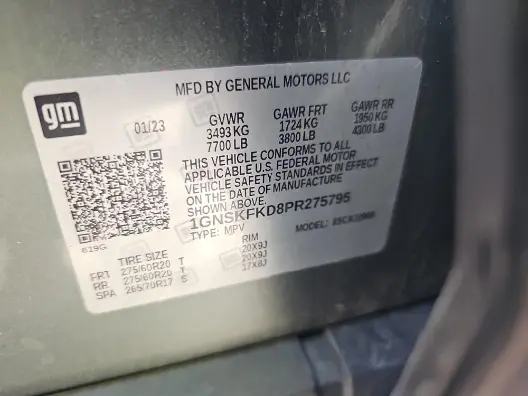 MFD BY GENERAL MOTORS LLC
gm
01/23
GVWR GAWR FRT GAWR RR
3493 KG 1724 KG 1950 KG
7700 LB 3800 LB 4300 LB
THIS VEHICLE CONFORMS TO ALL
APPLICABLE U.S. FEDERAL MOTOR
VEHICLE SAFETY STANDARDS IN EFFECT
ON THE DATE OF MANUFACTURE
SHOWN ABOVE.
1GNSKFKD8PR275795
TYPE: MPV
619G
TIRE SIZE RIM
FRT 275/60R20 T 20X9J
RR 275/60R20 T 20X9J
SPA 265/70R17 S 17X8J